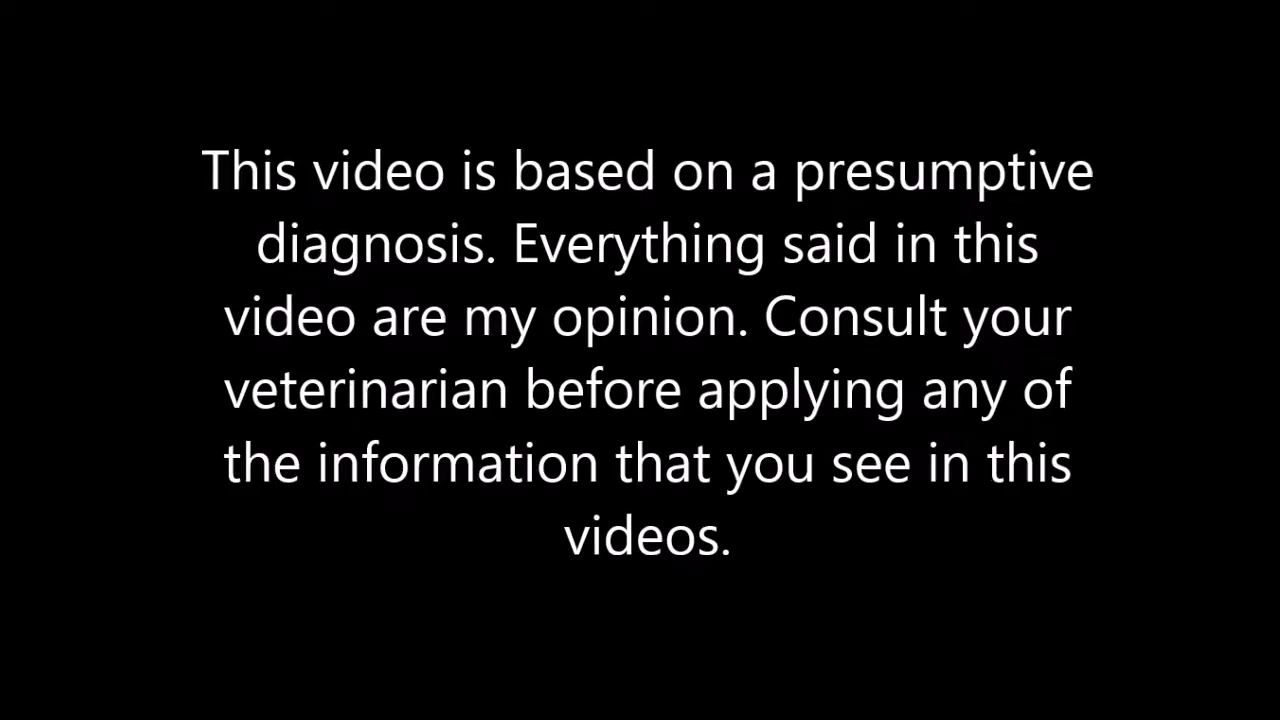 This video is based on a presumptive
diagnosis. Everything said in this
video are my opinion. Consult your
veterinarian before applying any of
the information that you see in this
videos.